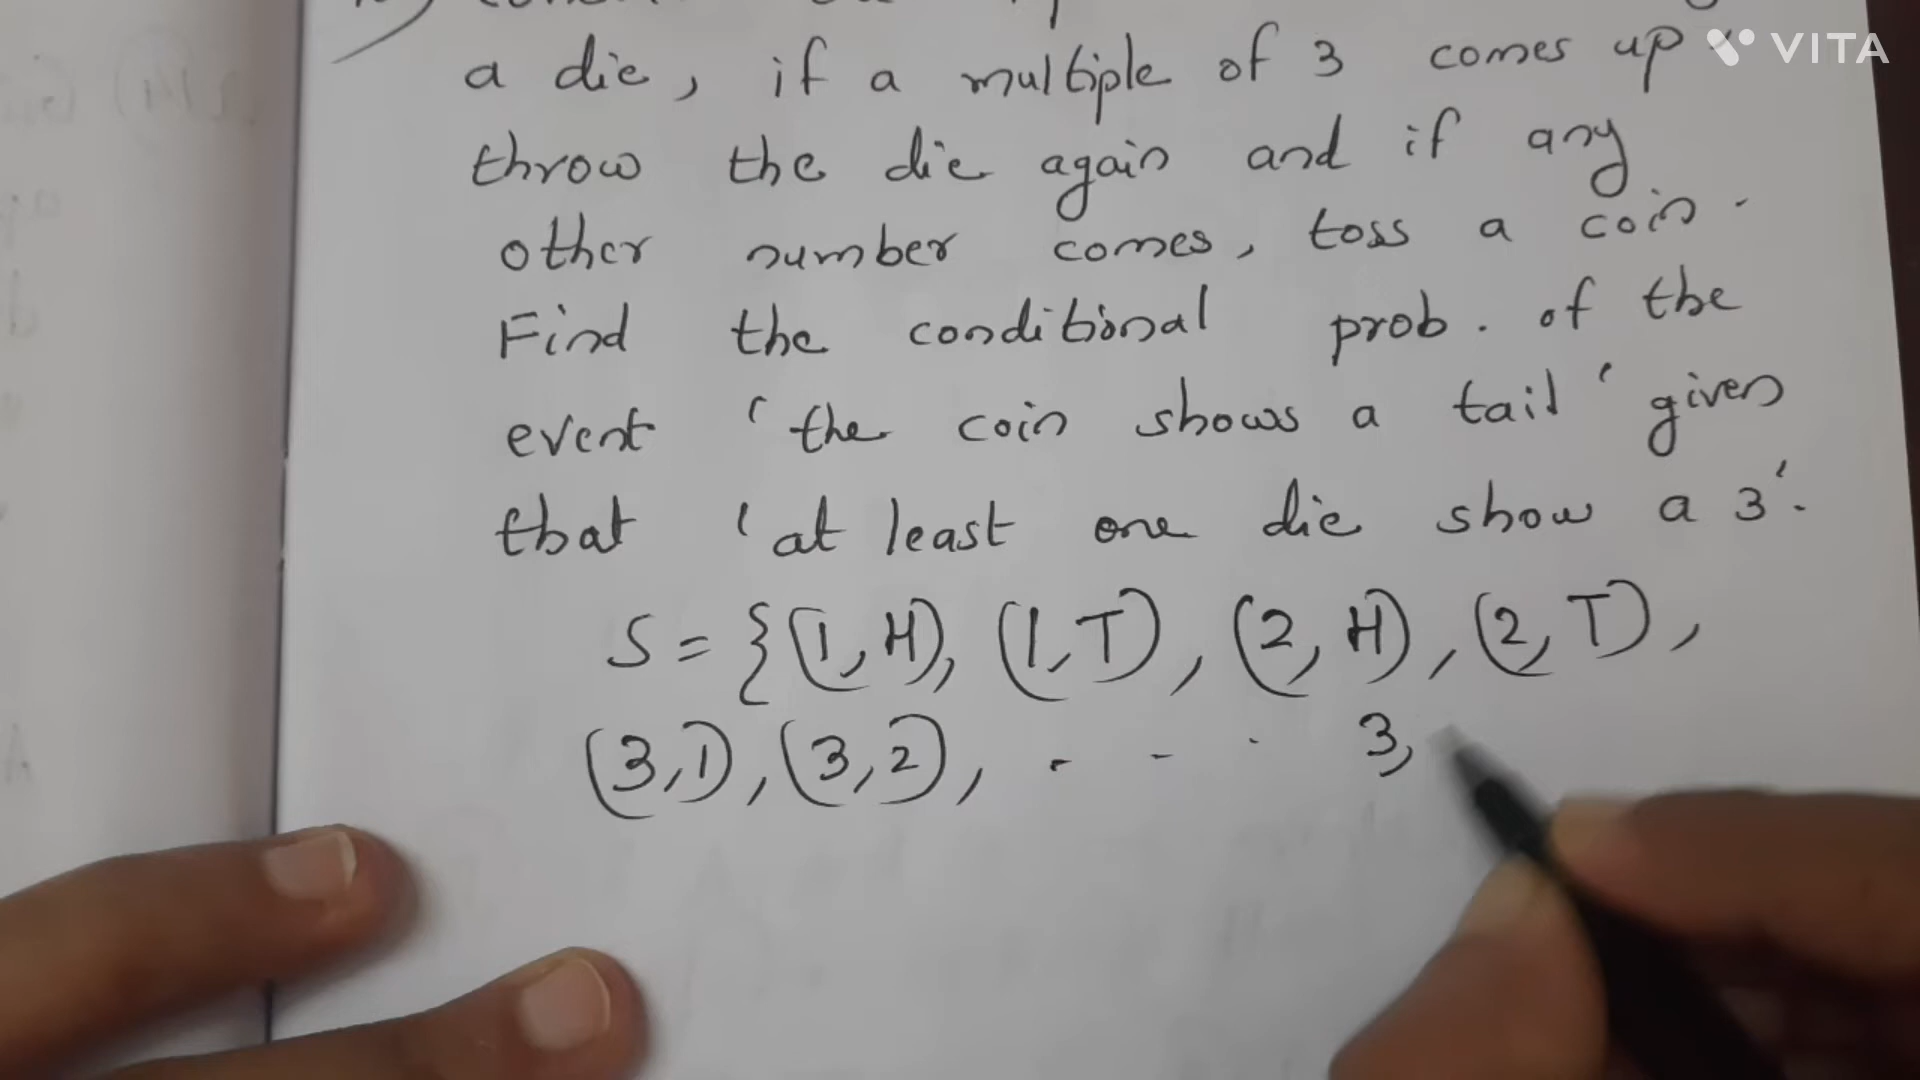 a die, if a multiple of 3 comes up
VITA
throw the die again and if any
other number comes, toss a coin.
Find the conditional prob. of the
event 'the coin shows a tail' given
that 'at least one die show a 3'.
S = {(1,H), (1,T), (2,H), (2,T),
(3,1), (3,2), - - . 3,